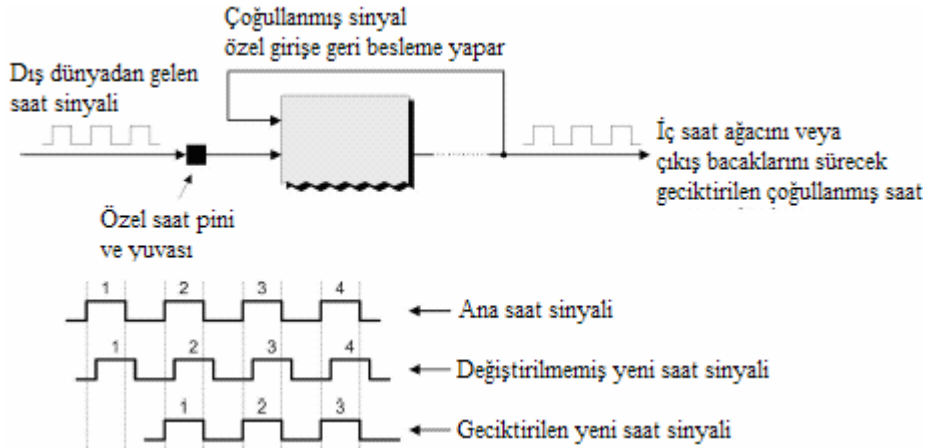 Çoğullanmış sinyal
özel girişe geri besleme yapar
Dış dünyadan gelen
saat sinyali
İç saat ağacını veya
çıkış bacaklarını sürecek
geciktirilen çoğullanmış saat
Özel saat pini
ve yuvası
1 2 3 4
Ana saat sinyali
1 2 3 4
Değiştirilmemiş yeni saat sinyali
1 2 3
Geciktirilen yeni saat sinyali